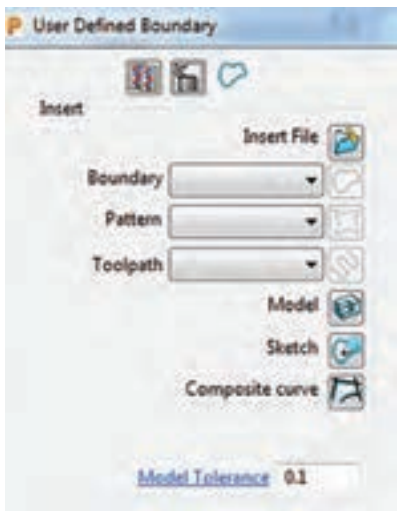 User Defined Boundary
Insert
Insert File
Boundary
Pattern
Toolpath
Model
Sketch
Composite curve
Model Tolerance 0.1